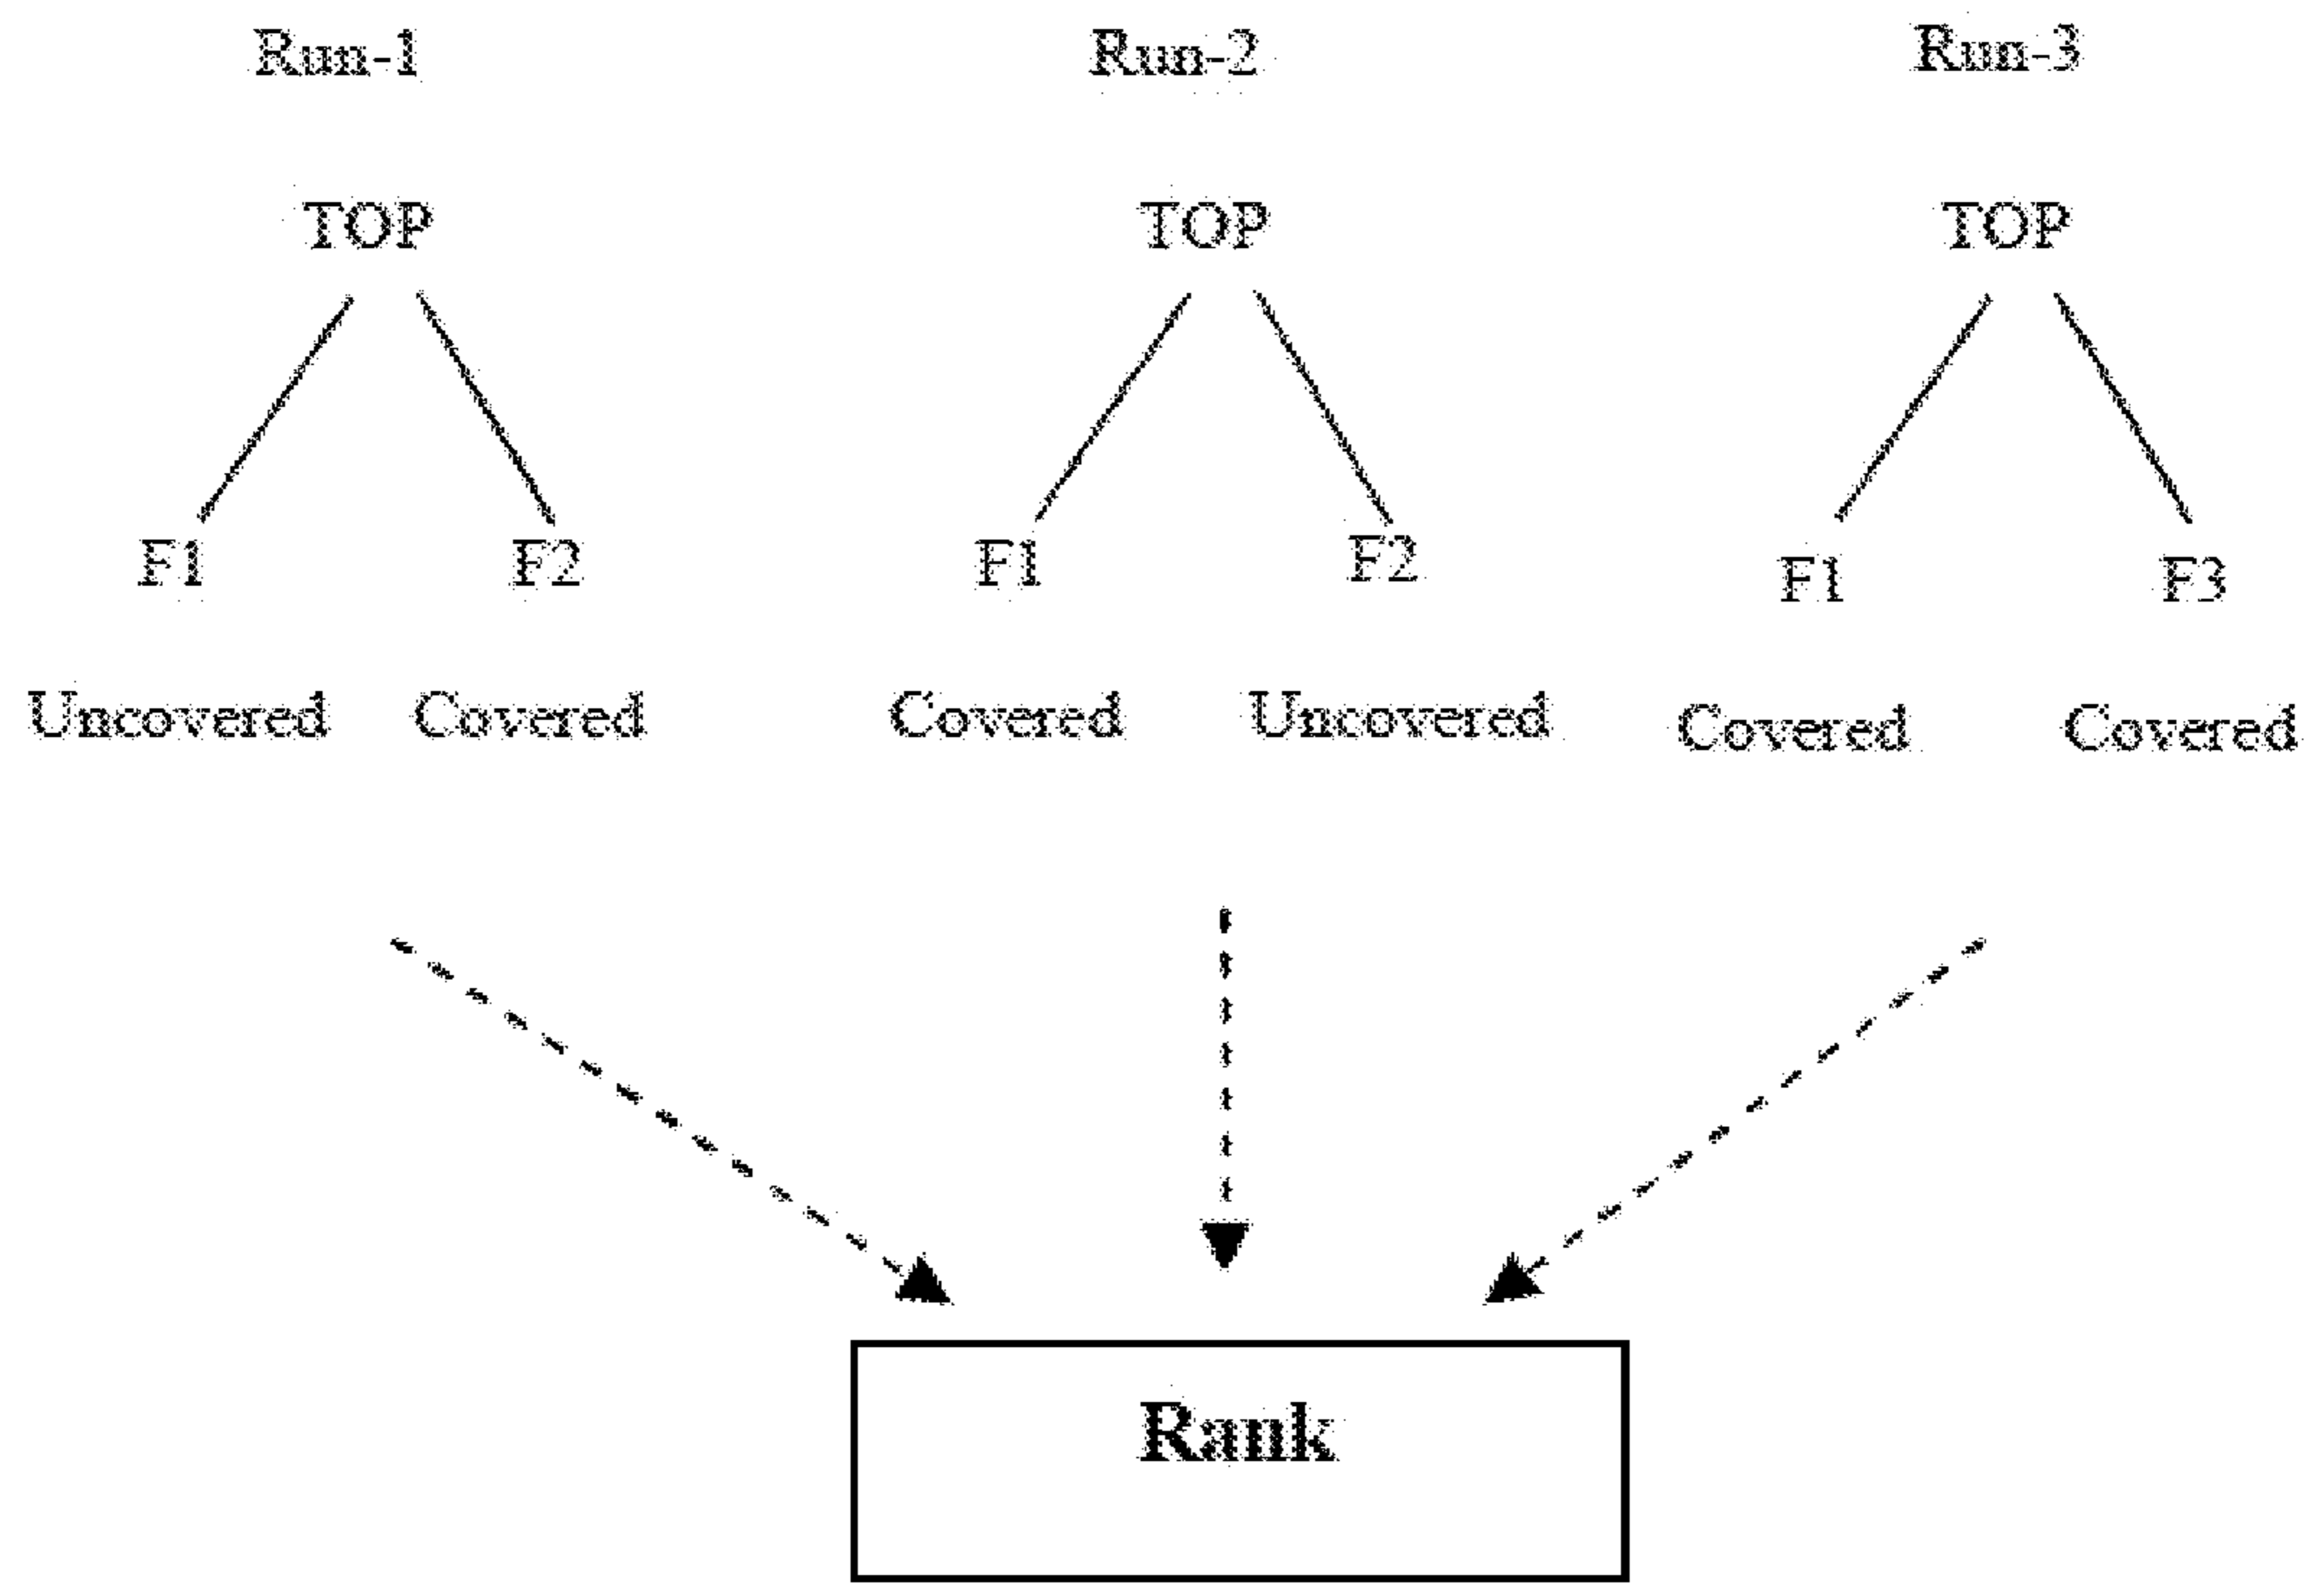 Run-1 Run-2 Run-3
TOP TOP TOP
F1 F2 F1 F2 F1 F3
Uncovered Covered Covered Uncovered Covered Covered
Rank